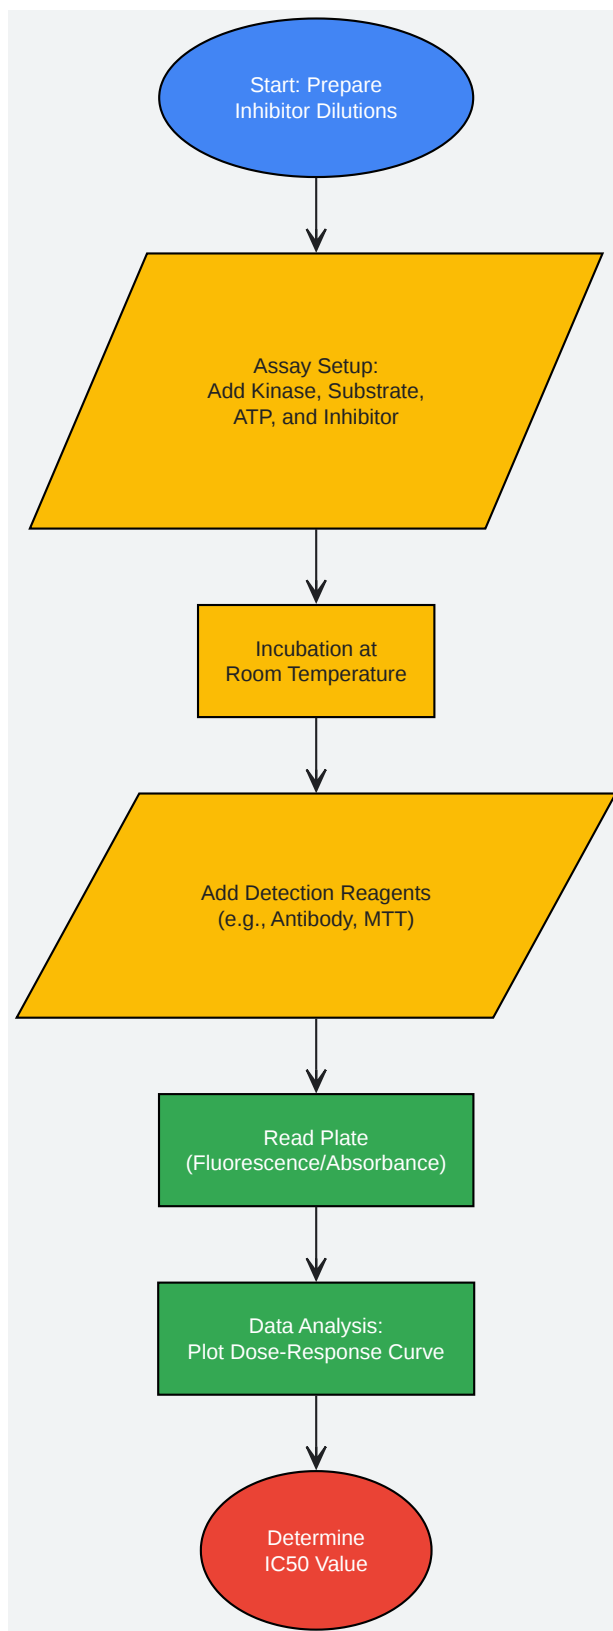 Start: Prepare
Inhibitor Dilutions
Assay Setup:
Add Kinase, Substrate,
ATP, and Inhibitor
Incubation at
Room Temperature
Add Detection Reagents
(e.g., Antibody, MTT)
Read Plate
(Fluorescence/Absorbance)
Data Analysis:
Plot Dose-Response Curve
Determine
IC50 Value